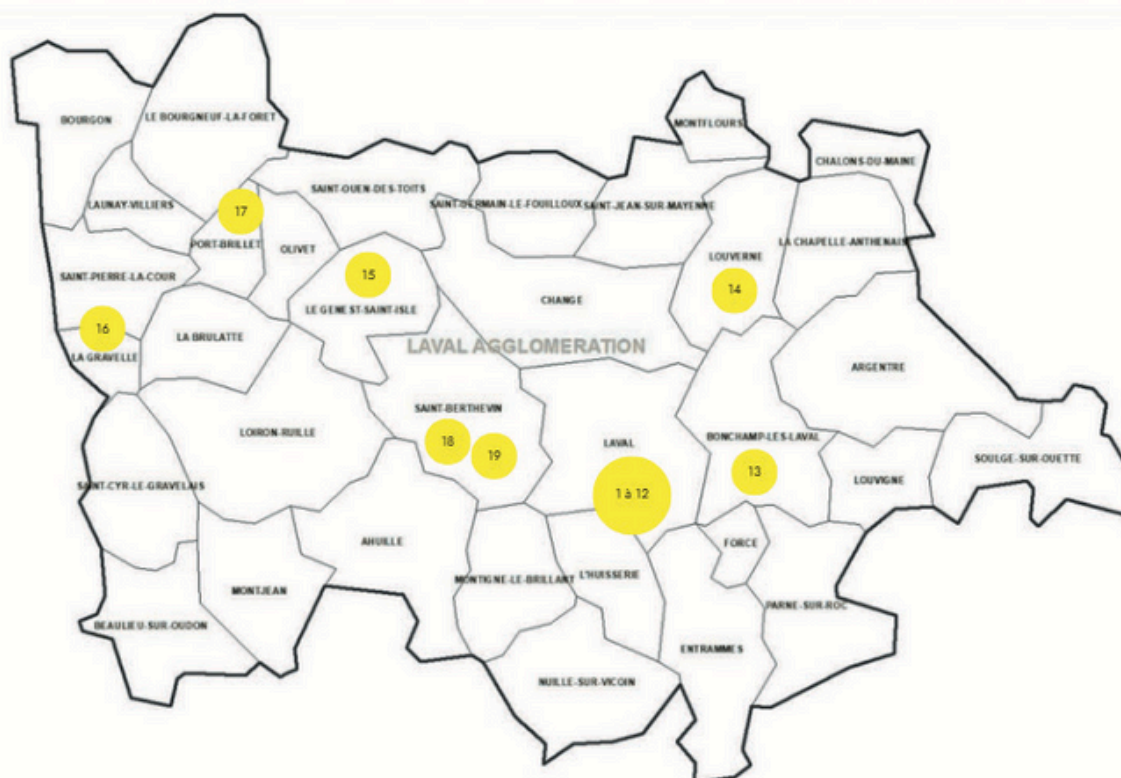 LE BOURGNEUF-LA-FORET
BOURGON
MONTFLOURS
CHALONS-DU-MAINE
SAINT-OUEN-DES-TOITS
LAUNAY-VILLIERS
SAINT-GERMAIN-LE-FOUILLOUX
SAINT-JEAN-SUR-MAYENNE
17
PORT-BRILLET
OLIVET
LA CHAPELLE-ANTHENAISE
LOUVERNE
SAINT-PIERRE-LA-COUR
15
14
CHANGE
LE GENEST-SAINT-ISLE
16
LA BRULATTE
LAVAL AGGLOMERATION
LA GRAVELLE
ARGENTRE
SAINT-BERTHEVIN
LOIRON-RUILLE
18
19
LAVAL
BONCHAMP-LES-LAVAL
13
SOULGE-SUR-OUETTE
LOUVIGNE
SAINT-CYR-LE-GRAVELAIS
1 à 12
AHUILLE
FORCE
MONTIGNE-LE-BRILLANT
L'HUISSERIE
MONTJEAN
PARNE-SUR-ROC
BEAULIEU-SUR-OUDON
ENTRAMMES
NUILLE-SUR-VICOIN